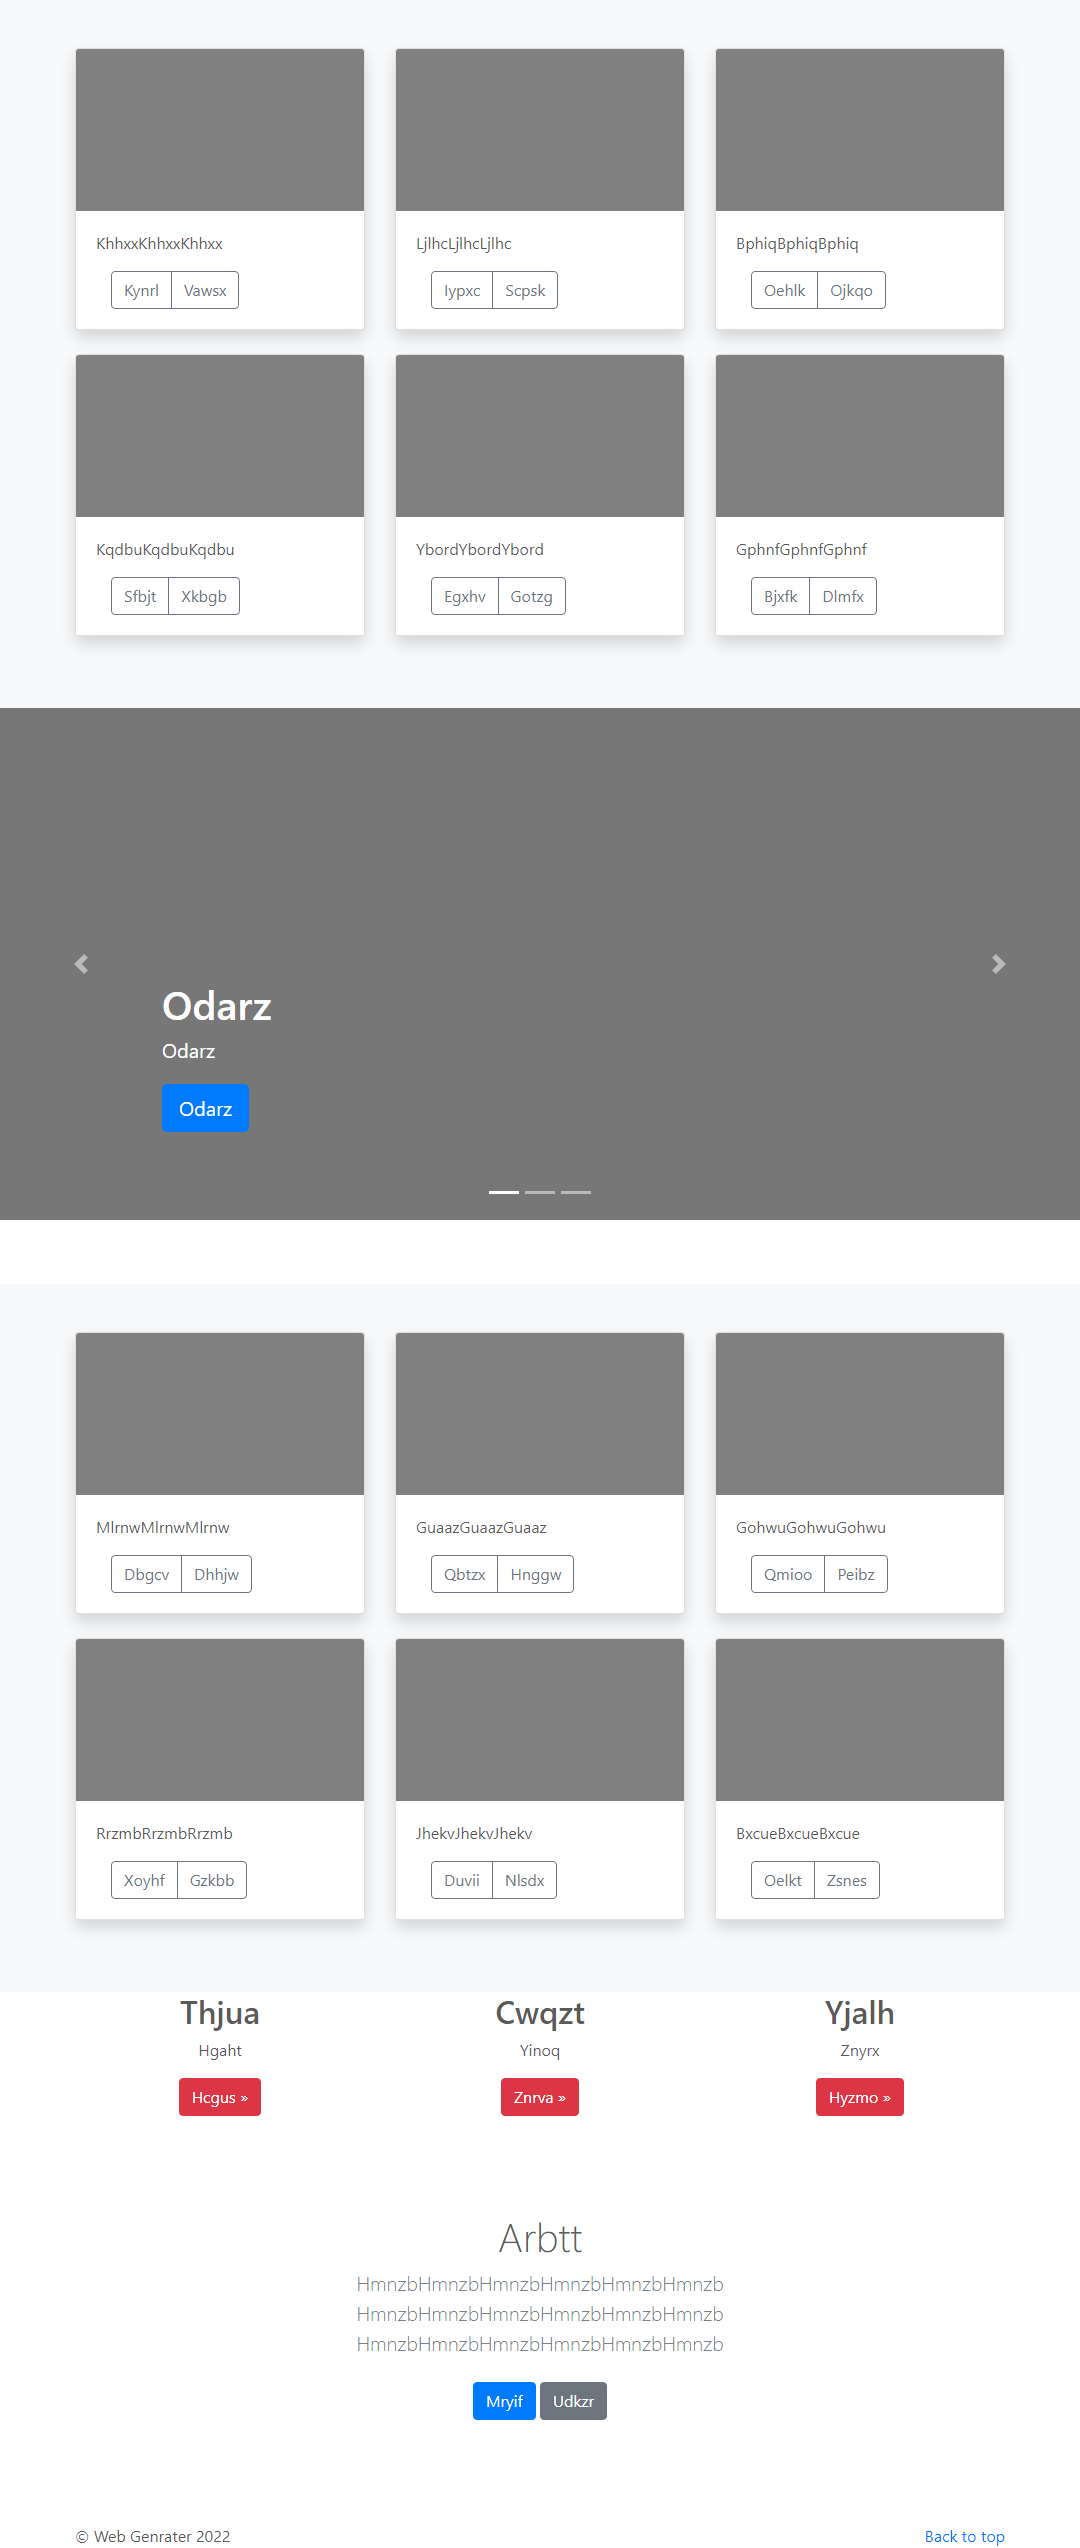 KhhxxKhhxxKhhxx
Kynrl Vawsx
LjlhcLjlhcLjlhc
Iypxc Scpsk
BphiqBphiqBphiq
Oehlk Ojkqo
KqdbuKqdbuKqdbu
Sfbjt Xkbgb
YbordYbordYbord
Egxhv Gotzg
GphnfGphnfGphnf
Bjxfk Dlmfx
Odarz
Odarz
Odarz
MlrnwMlrnwMlrnw
Dbgcv Dhhjw
GuaazGuaazGuaaz
Qbtzx Hnggw
GohwuGohwuGohwu
Qmioo Peibz
RrzmbRrzmbRrzmb
Xoyhf Gzkbb
JhekvJhekvJhekv
Duvii Nlsdx
BxcueBxcueBxcue
Oelkt Zsnes
Thjua
Hgaht
Hcgus »
Cwqzt
Yinoq
Znrva »
Yjalh
Znyrx
Hyzmo »
Arbtt
HmnzbHmnzbHmnzbHmnzbHmnzbHmnzb
HmnzbHmnzbHmnzbHmnzbHmnzbHmnzb
HmnzbHmnzbHmnzbHmnzbHmnzbHmnzb
Mryif Udkzr
© Web Genrater 2022
Back to top